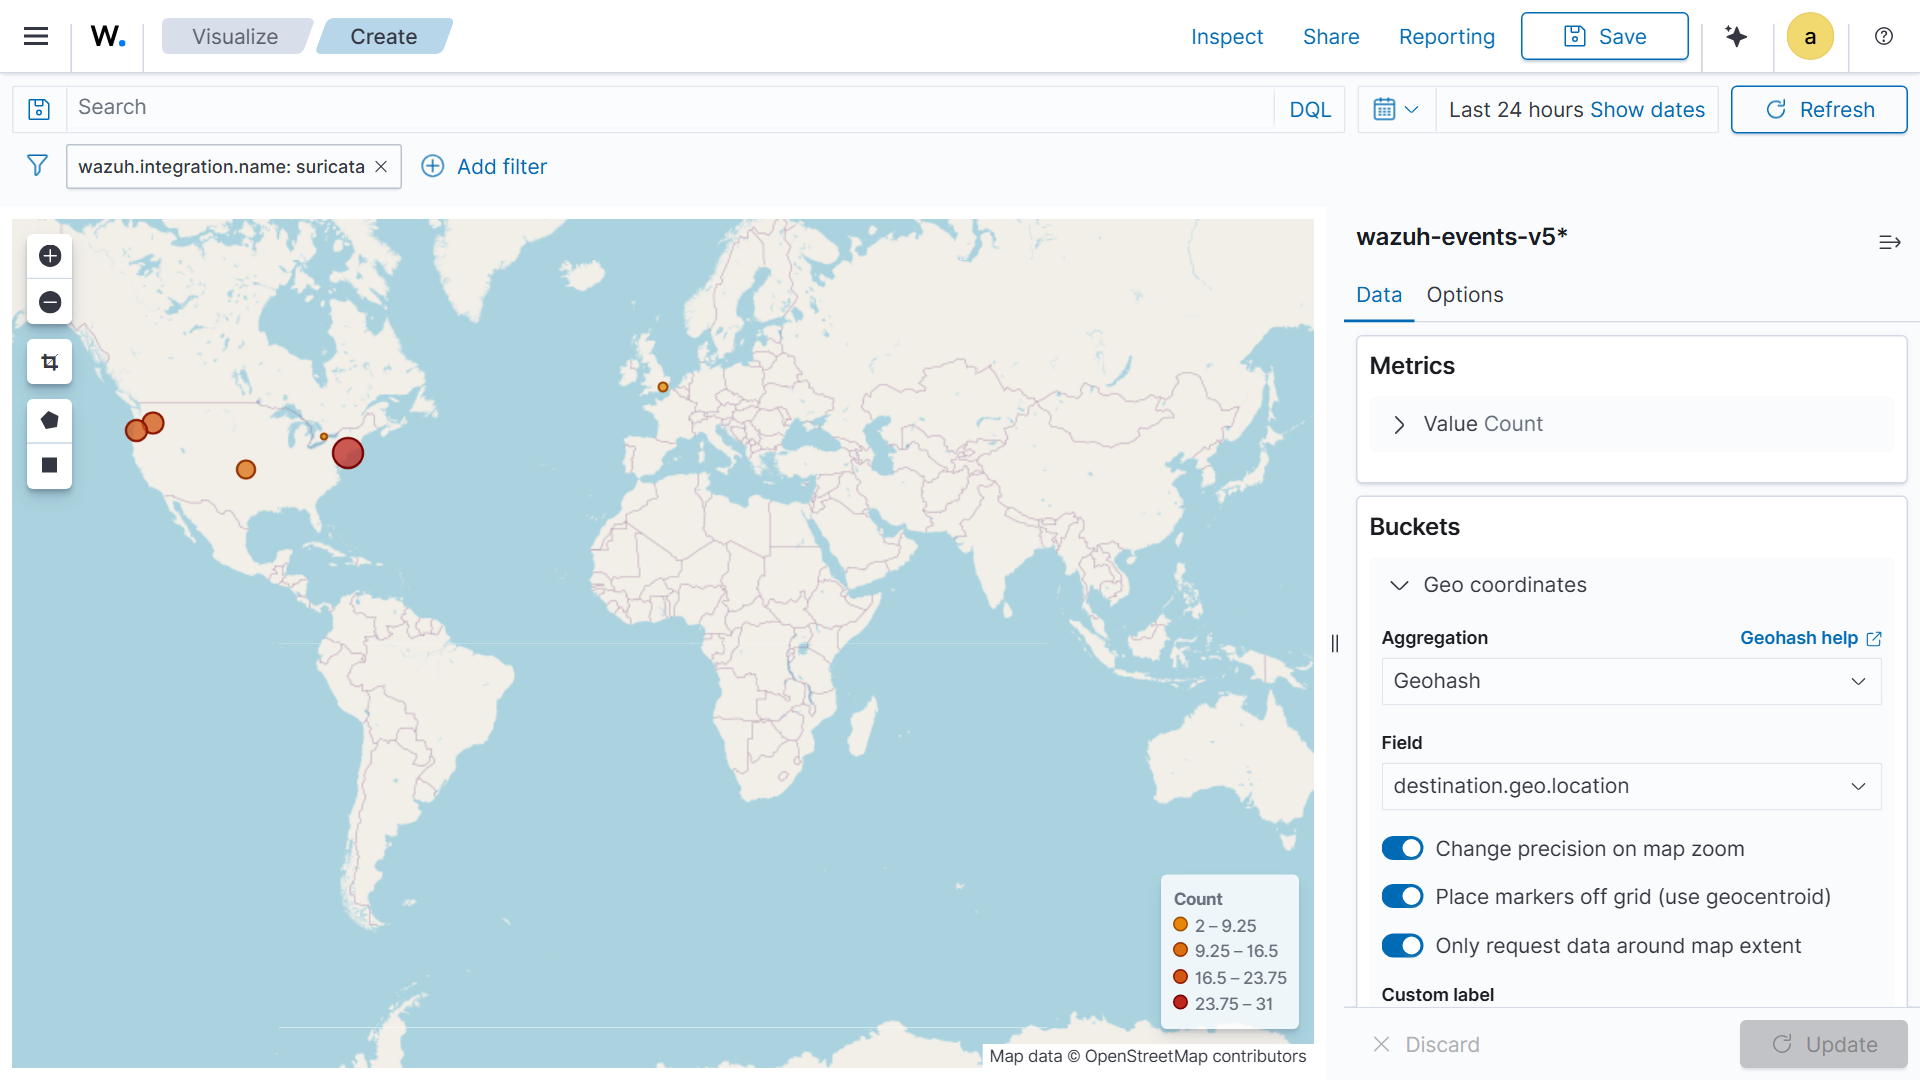 W.
Visualize
Create
Inspect
Share
Reporting
Save
a
Search
DQL
Last 24 hours Show dates
Refresh
wazuh.integration.name: suricata
Add filter
wazuh-events-v5*
Data
Options
Metrics
Value Count
Buckets
Geo coordinates
Aggregation
Geohash help
Geohash
Field
destination.geo.location
Change precision on map zoom
Place markers off grid (use geocentroid)
Only request data around map extent
Custom label
Count
2 – 9.25
9.25 – 16.5
16.5 – 23.75
23.75 – 31
Map data © OpenStreetMap contributors
Discard
Update